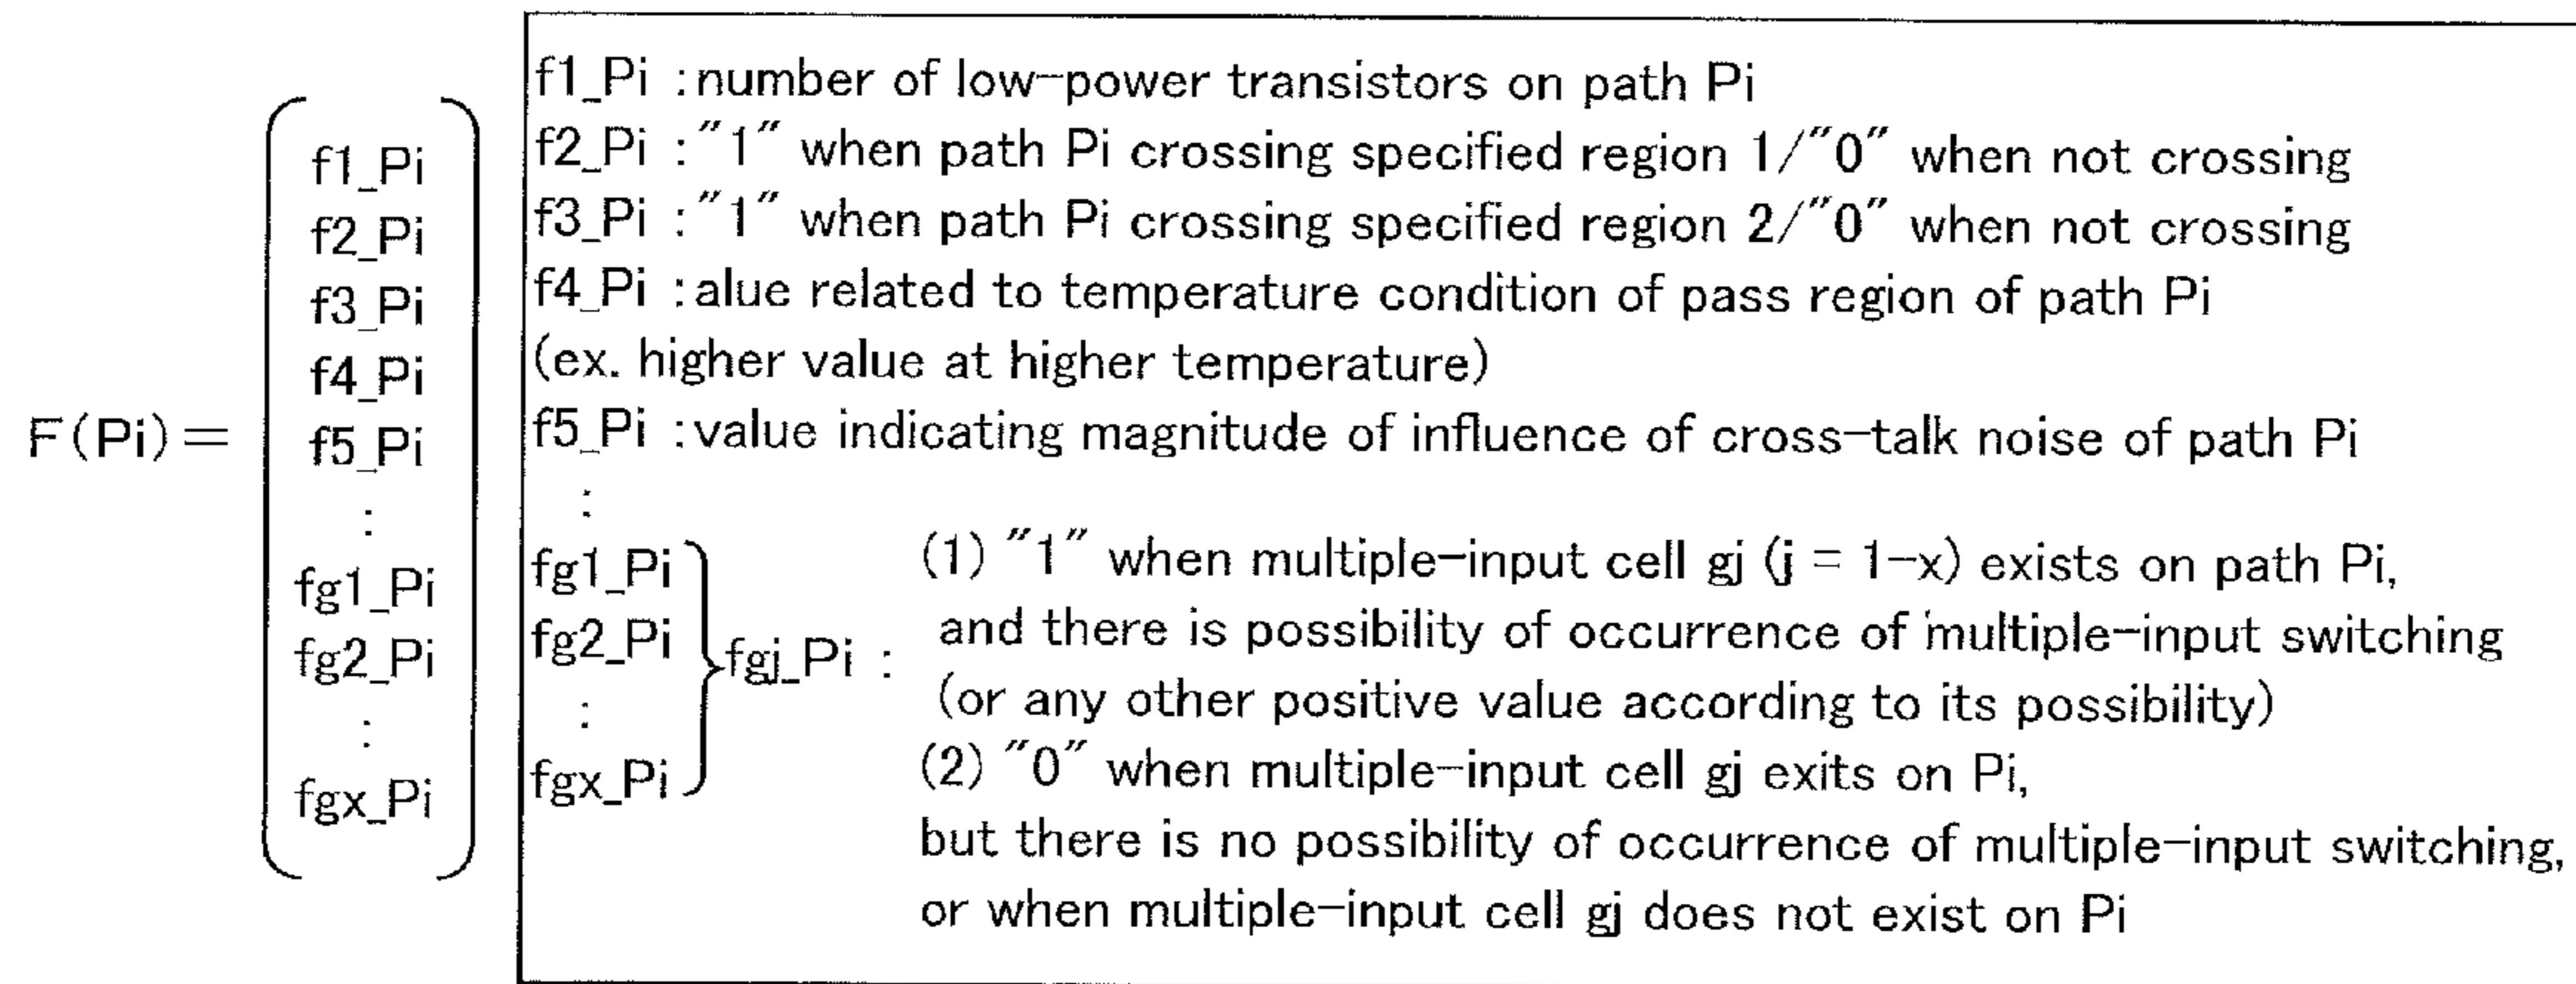 F(Pi)=
f1_Pi
f2_Pi
f3_Pi
f4_Pi
f5_Pi
:
fg1_Pi
fg2_Pi
:
fgx_Pi
f1_Pi :number of low-power transistors on path Pi
f2_Pi :"1" when path Pi crossing specified region 1/"0" when not crossing
f3_Pi :"1" when path Pi crossing specified region 2/"0" when not crossing
f4_Pi :alue related to temperature condition of pass region of path Pi
(ex. higher value at higher temperature)
f5_Pi :value indicating magnitude of influence of cross-talk noise of path Pi
:
fg1_Pi
fg2_Pi
:
fgx_Pi
fgj_Pi :
(1) "1" when multiple-input cell gj (j = 1-x) exists on path Pi,
and there is possibility of occurrence of multiple-input switching
(or any other positive value according to its possibility)
(2) "0" when multiple-input cell gj exits on Pi,
but there is no possibility of occurrence of multiple-input switching,
or when multiple-input cell gj does not exist on Pi